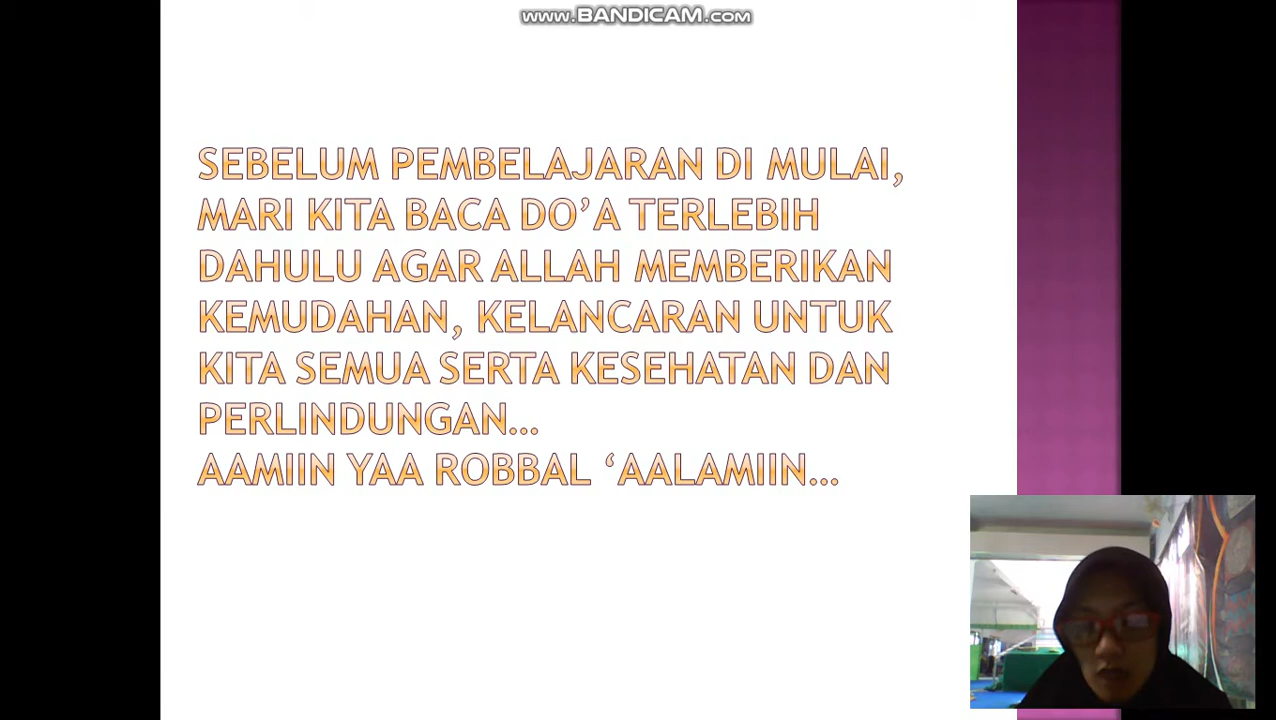 www.BANDICAM.com
SEBELUM PEMBELAJARAN DI MULAI,
MARI KITA BACA DO’A TERLEBIH
DAHULU AGAR ALLAH MEMBERIKAN
KEMUDAHAN, KELANCARAN UNTUK
KITA SEMUA SERTA KESEHATAN DAN
PERLINDUNGAN...
AAMIIN YAA ROBBAL ‘AALAMIIN...